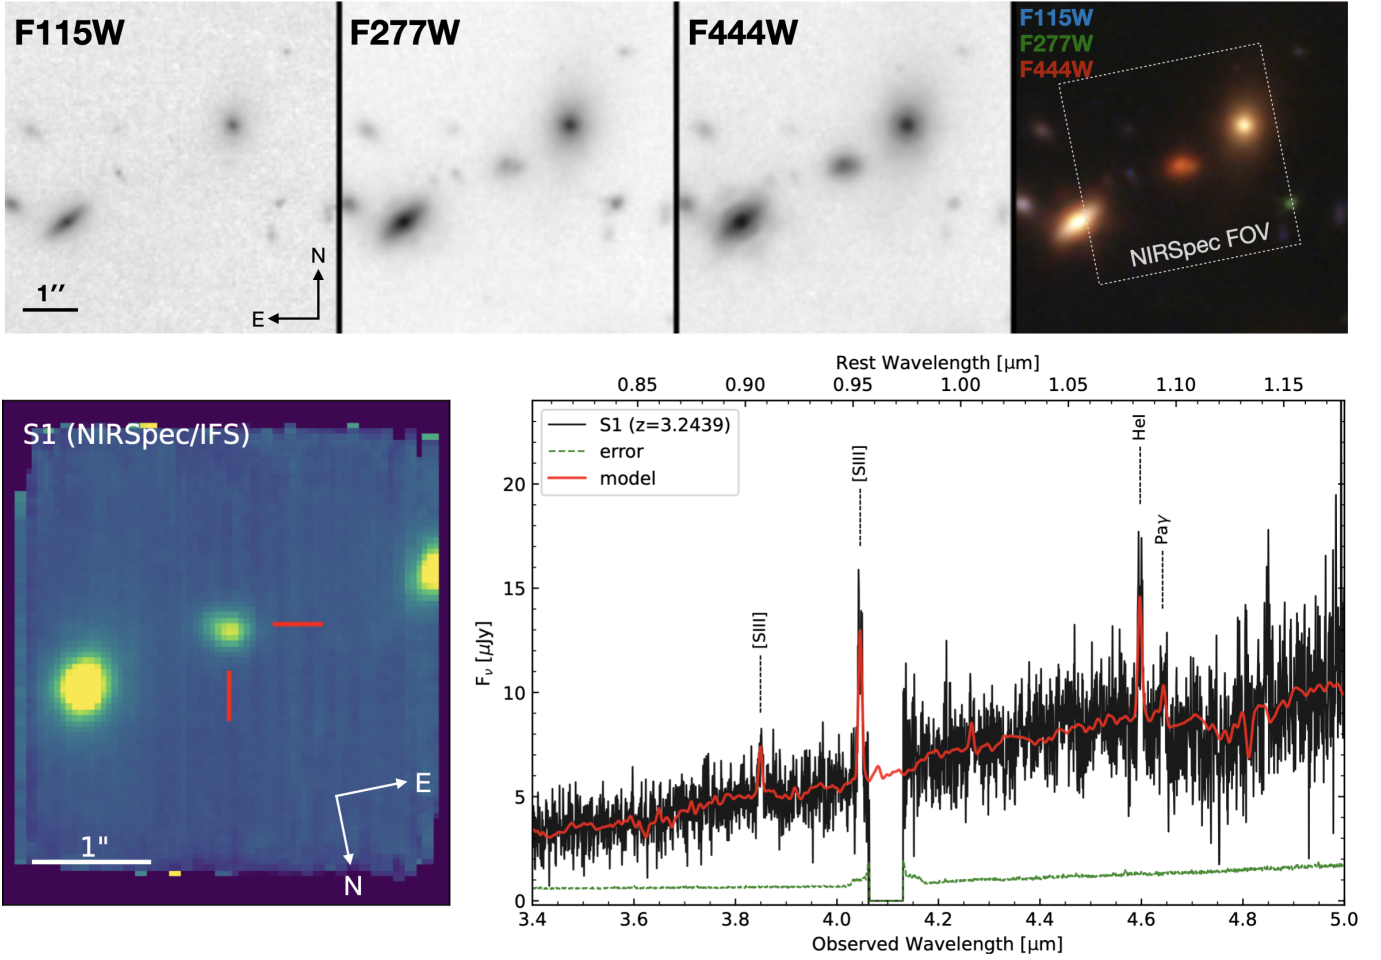 F115W
F277W
F444W
F115W
F277W
F444W
N
E
1′′
NIRSpec FOV
S1 (NIRSpec/IFS)
E
N
1"
Rest Wavelength [μm]
0.85 0.90 0.95 1.00 1.05 1.10 1.15
S1 (z=3.2439)
error
model
[SIII]
[SIII]
HeI
Paγ
Fν [μJy]
20
15
10
5
0
3.4 3.6 3.8 4.0 4.2 4.4 4.6 4.8 5.0
Observed Wavelength [μm]